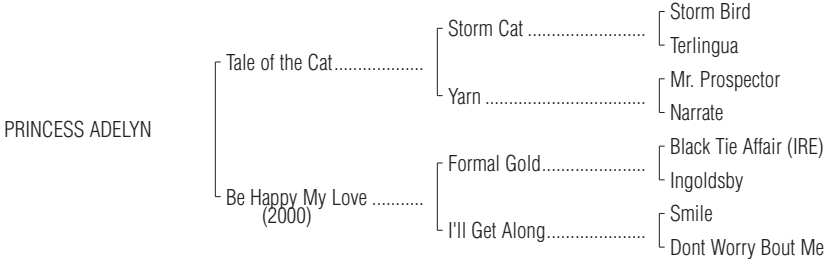 Storm Bird
Storm Cat ..........................
Terlingua
Tale of the Cat...................
Mr. Prospector
Yarn ..................................
Narrate
PRINCESS ADELYN
Black Tie Affair (IRE)
Formal Gold......................
Ingoldsby
Be Happy My Love ...........
(2000)
Smile
I'll Get Along.....................
Dont Worry Bout Me